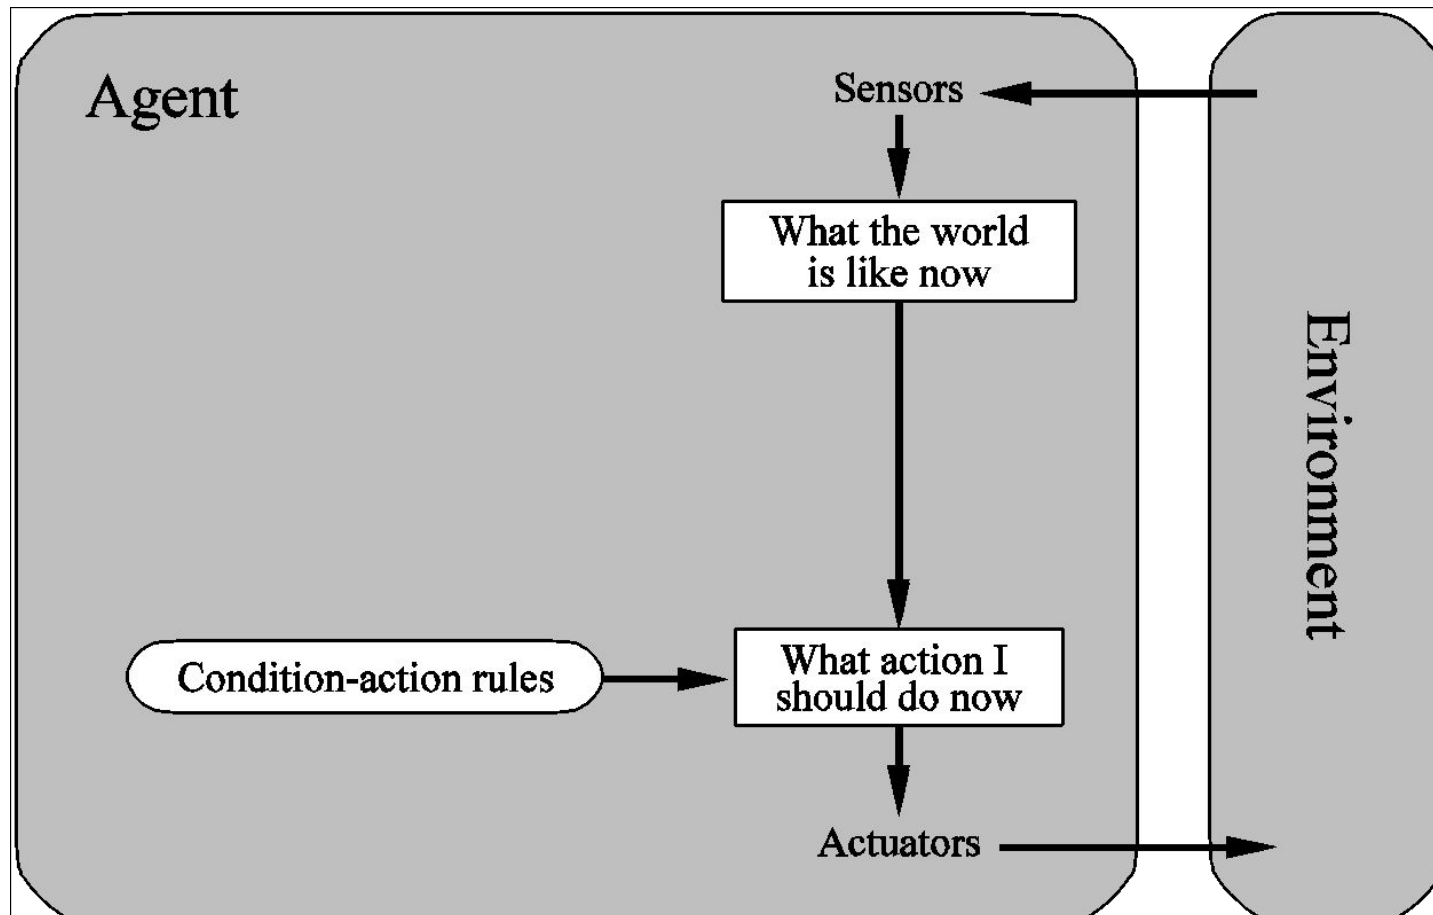 Agent
Sensors
What the world
is like now
Environment
Condition-action rules
What action I
should do now
Actuators